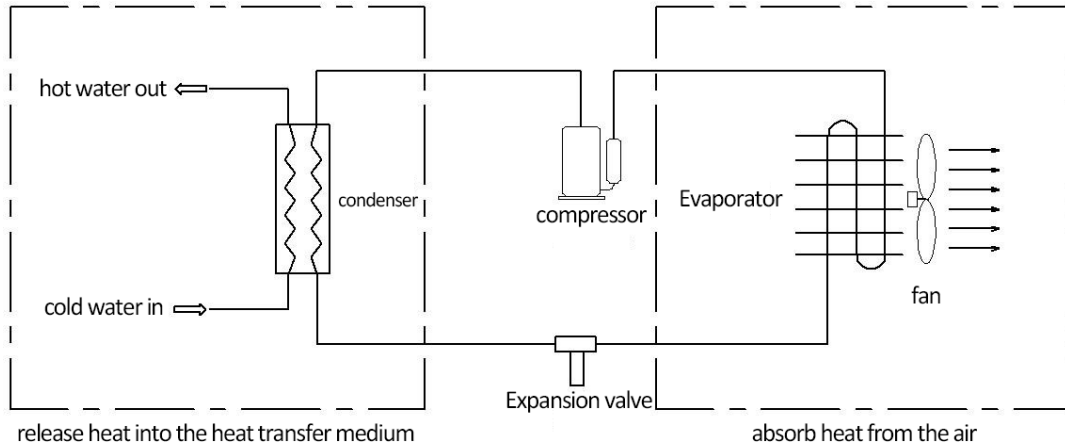 hot water out
condenser
compressor
Evaporator
cold water in
fan
Expansion valve
release heat into the heat transfer medium
absorb heat from the air